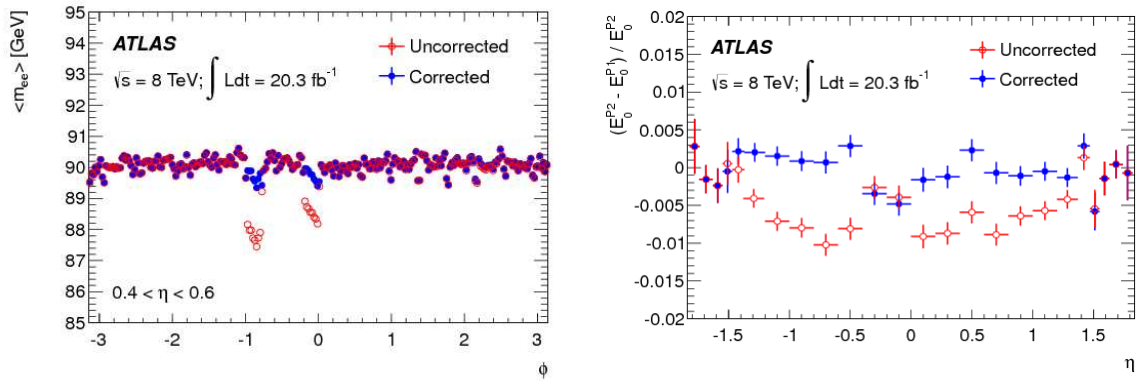 <m_ee> [GeV]
95
94
93
92
91
90
89
88
87
86
85
ATLAS
√s = 8 TeV; ∫ Ldt = 20.3 fb⁻¹
Uncorrected
Corrected
0.4 < η < 0.6
-3 -2 -1 0 1 2 3
ϕ
(E₀^P2 - E₀^P1) / E₀^P2
0.02
0.015
0.01
0.005
0
-0.005
-0.01
-0.015
-0.02
ATLAS
√s = 8 TeV; ∫ Ldt = 20.3 fb⁻¹
Uncorrected
Corrected
-1.5 -1 -0.5 0 0.5 1 1.5
η